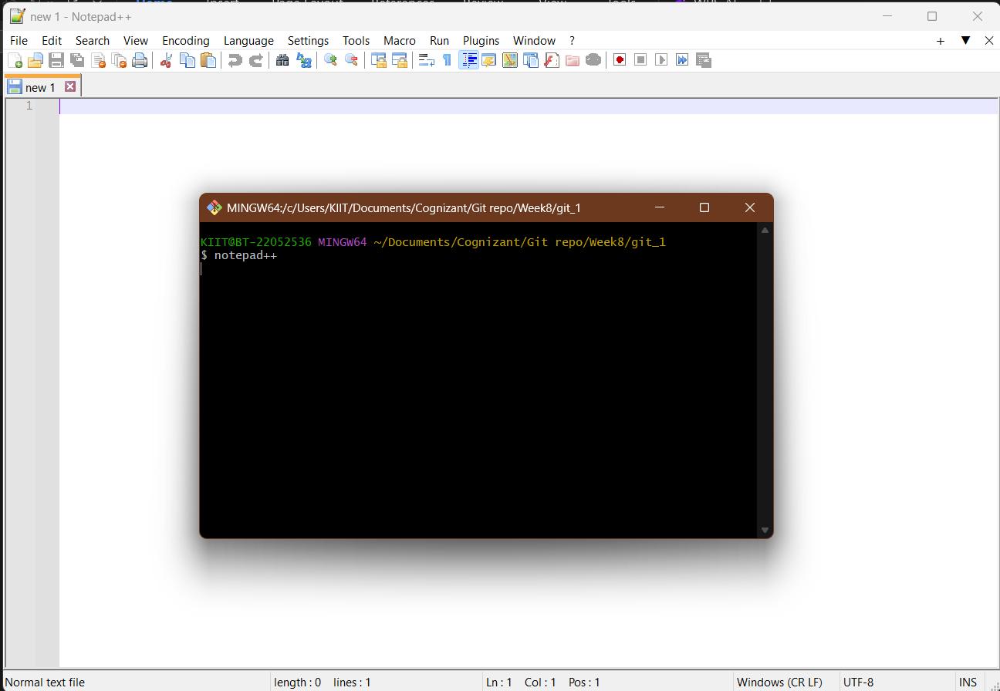 new 1 - Notepad++
File Edit Search View Encoding Language Settings Tools Macro Run Plugins Window ?
new 1
1
MINGW64:/c/Users/KIIT/Documents/Cognizant/Git repo/Week8/git_1
KIIT@BT-22052536 MINGW64 ~/Documents/Cognizant/Git repo/Week8/git_1
$ notepad++
Normal text file length : 0 lines : 1 Ln : 1 Col : 1 Pos : 1 Windows (CR LF) UTF-8 INS